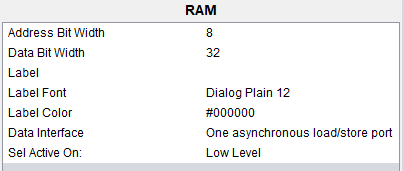 RAM
Address Bit Width 8
Data Bit Width 32
Label
Label Font Dialog Plain 12
Label Color #000000
Data Interface One asynchronous load/store port
Sel Active On: Low Level